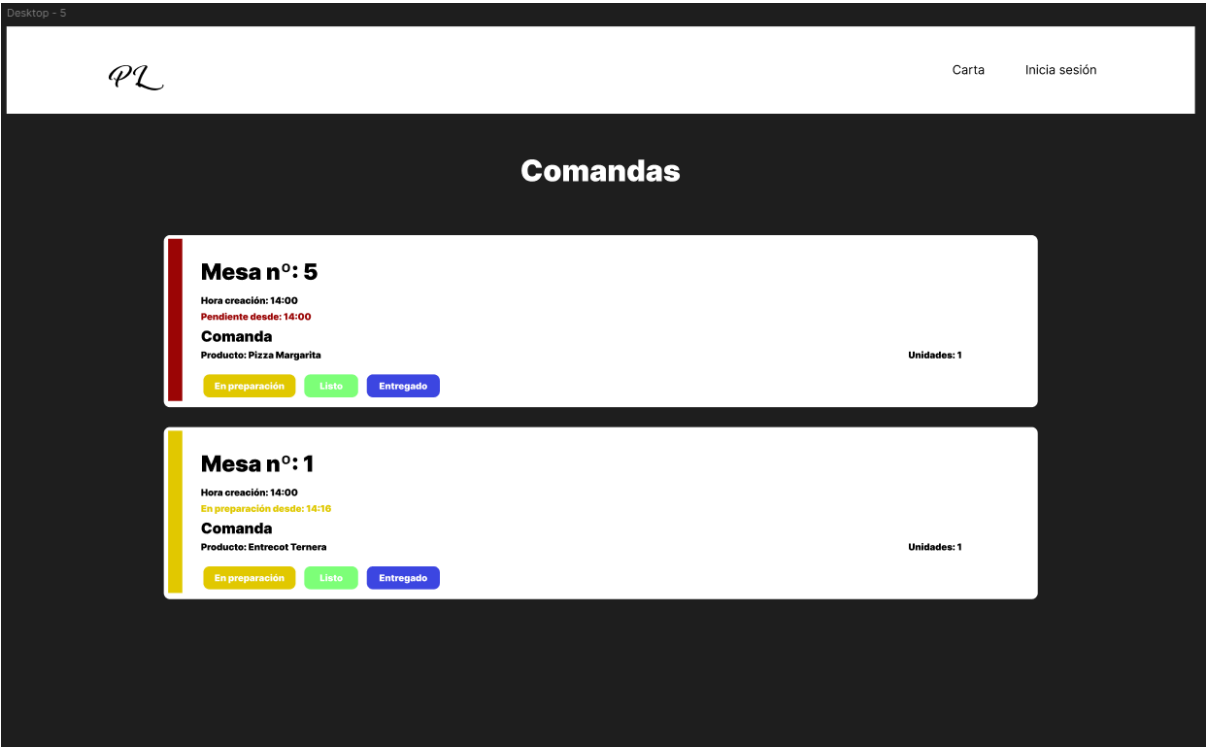 Desktop - 5
PL
Carta Inicia sesión
Comandas
Mesa nº: 5
Hora creación: 14:00
Pendiente desde: 14:00
Comanda
Producto: Pizza Margarita Unidades: 1
En preparación Listo Entregado
Mesa nº: 1
Hora creación: 14:00
En preparación desde: 14:16
Comanda
Producto: Entrecot Ternera Unidades: 1
En preparación Listo Entregado